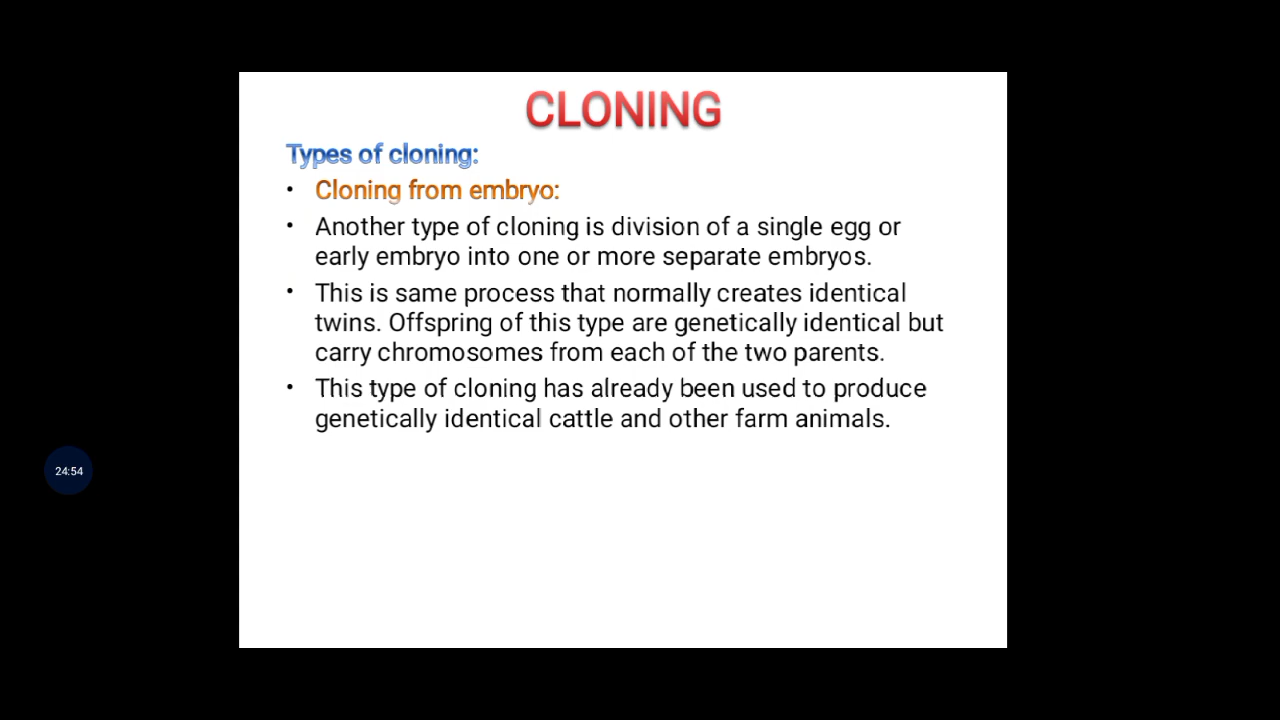 CLONING
Types of cloning:
• Cloning from embryo:
• Another type of cloning is division of a single egg or
early embryo into one or more separate embryos.
• This is same process that normally creates identical
twins. Offspring of this type are genetically identical but
carry chromosomes from each of the two parents.
• This type of cloning has already been used to produce
genetically identical cattle and other farm animals.
24:54